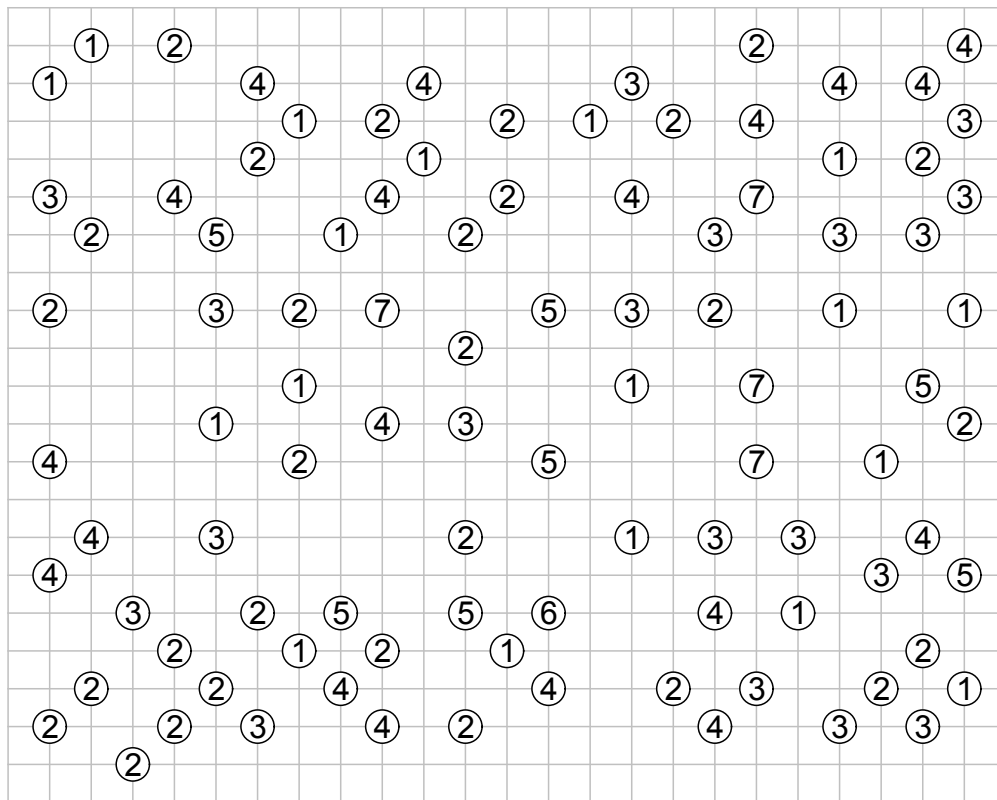 1 2 2 4
1 4 4 3 4 4
1 2 2 1 2 4 3
2 1 1 2
3 4 4 2 4 7 3
2 5 1 2 3 3 3
2 3 2 7 5 3 2 1 1
2
1 1 7 5
1 4 3 2
4 2 5 7 1
4 3 2 1 3 3 4
4 3 5
3 2 5 5 6 4 1
2 1 2 1 2
2 2 4 4 2 3 2 1
2 2 3 4 2 4 3 3
2